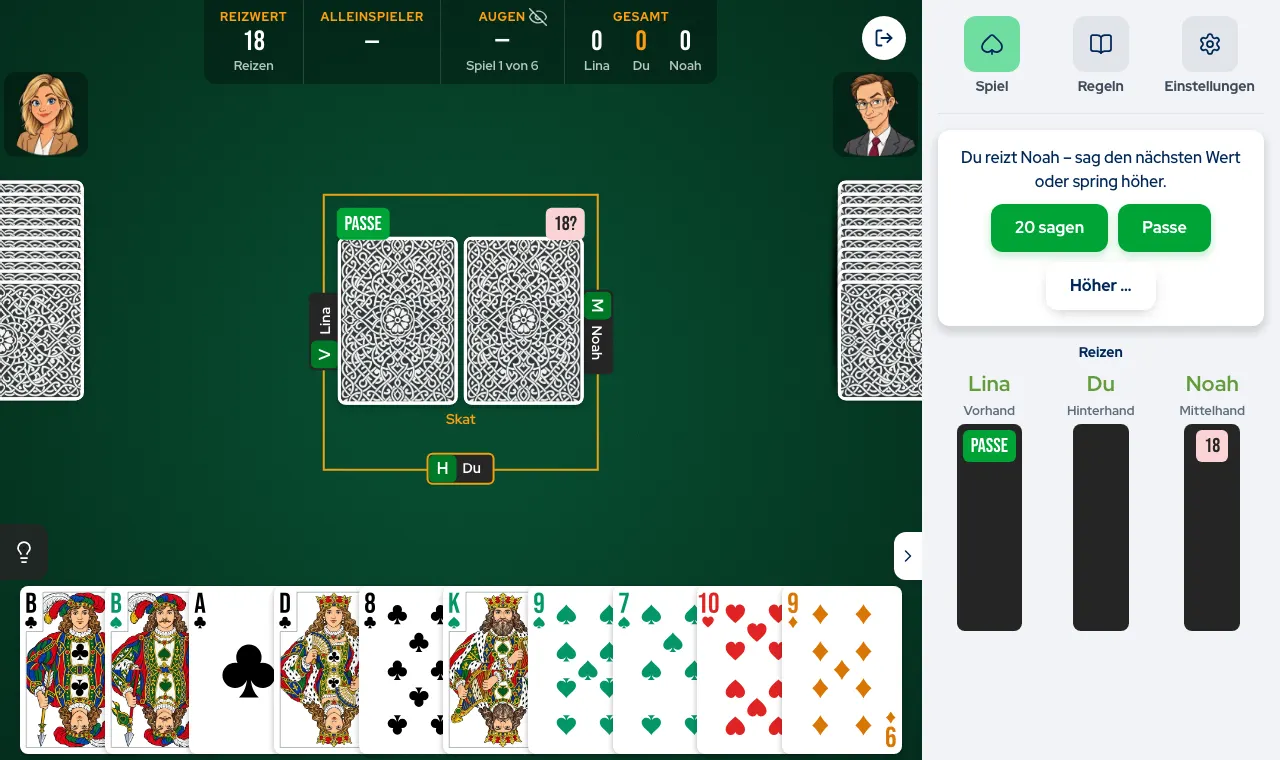 REIZWERT
18
Reizen
ALLEINSPIELER
–
AUGEN
–
Spiel 1 von 6
GESAMT
0 0 0
Lina Du Noah
PASSE
18?
V Lina
M Noah
Skat
H Du
B
B
A
D
8
K
9
7
10
9
9
Spiel
Regeln
Einstellungen
Du reizt Noah – sag den nächsten Wert
oder spring höher.
20 sagen
Passe
Höher ...
Reizen
Lina Du Noah
Vorhand Hinterhand Mittelhand
PASSE
18